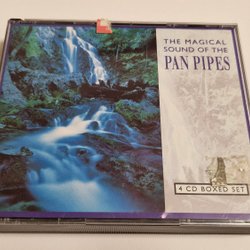 THE MAGICAL
SOUND OF THE
PAN PIPES
4 CD BOXED SET